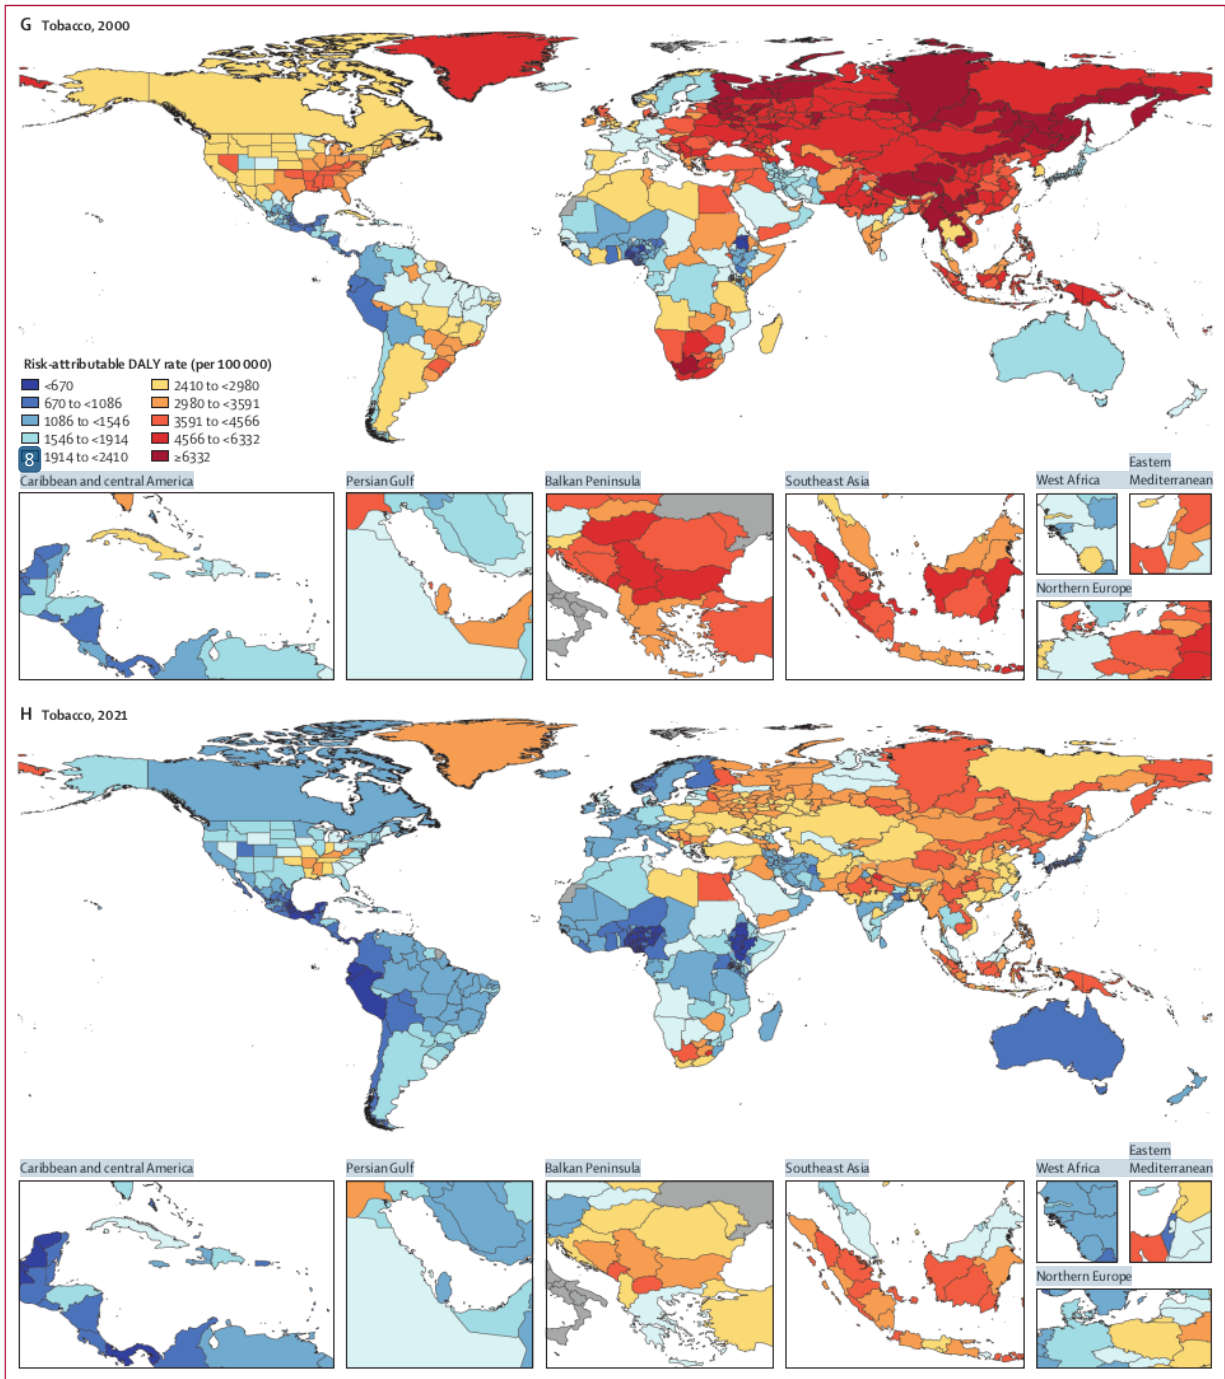 G Tobacco, 2000
Risk-attributable DALY rate (per 100 000)
<670
670 to <1086
1086 to <1546
1546 to <1914
1914 to <2410
2410 to <2980
2980 to <3591
3591 to <4566
4566 to <6332
≥6332
8
Caribbean and central America
Persian Gulf
Balkan Peninsula
Southeast Asia
West Africa
Eastern
Mediterranean
Northern Europe
H Tobacco, 2021
Caribbean and central America
Persian Gulf
Balkan Peninsula
Southeast Asia
West Africa
Eastern
Mediterranean
Northern Europe